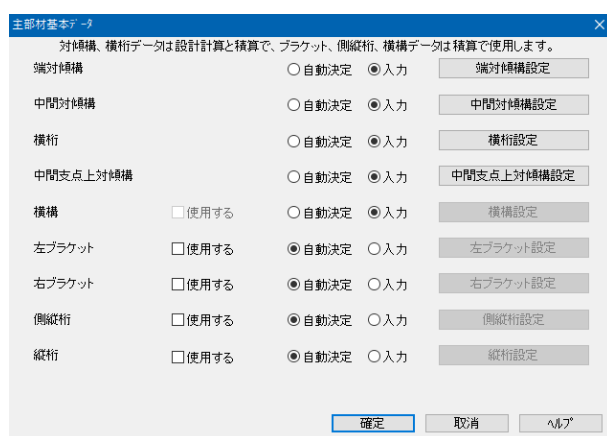 主部材基本ﾃﾞｰﾀ
対傾構、横桁データは設計計算と積算で、ブラケット、側縦桁、横構データは積算で使用します。
端対傾構 自動決定 入力 端対傾構設定
中間対傾構 自動決定 入力 中間対傾構設定
横桁 自動決定 入力 横桁設定
中間支点上対傾構 自動決定 入力 中間支点上対傾構設定
横構 使用する 自動決定 入力 横構設定
左ブラケット 使用する 自動決定 入力 左ブラケット設定
右ブラケット 使用する 自動決定 入力 右ブラケット設定
側縦桁 使用する 自動決定 入力 側縦桁設定
縦桁 使用する 自動決定 入力 縦桁設定
確定 取消 ﾍﾙﾌﾟ